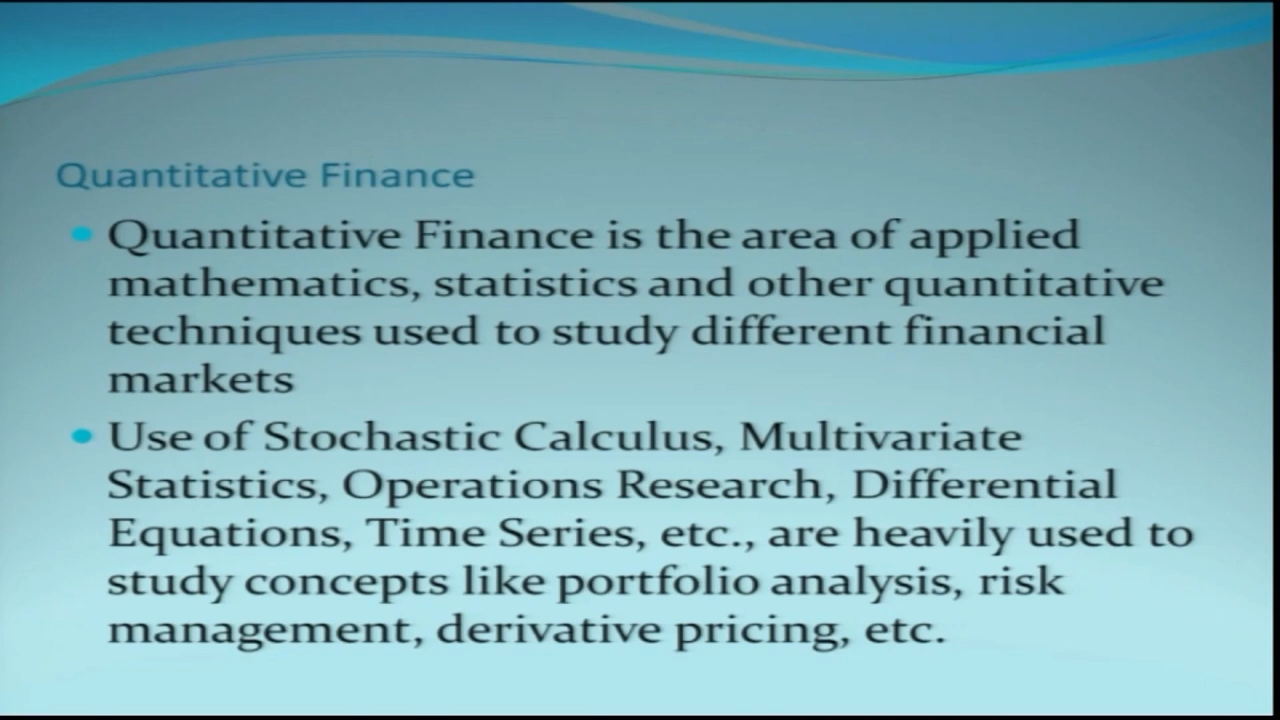 Quantitative Finance
• Quantitative Finance is the area of applied
mathematics, statistics and other quantitative
techniques used to study different financial
markets
• Use of Stochastic Calculus, Multivariate
Statistics, Operations Research, Differential
Equations, Time Series, etc., are heavily used to
study concepts like portfolio analysis, risk
management, derivative pricing, etc.